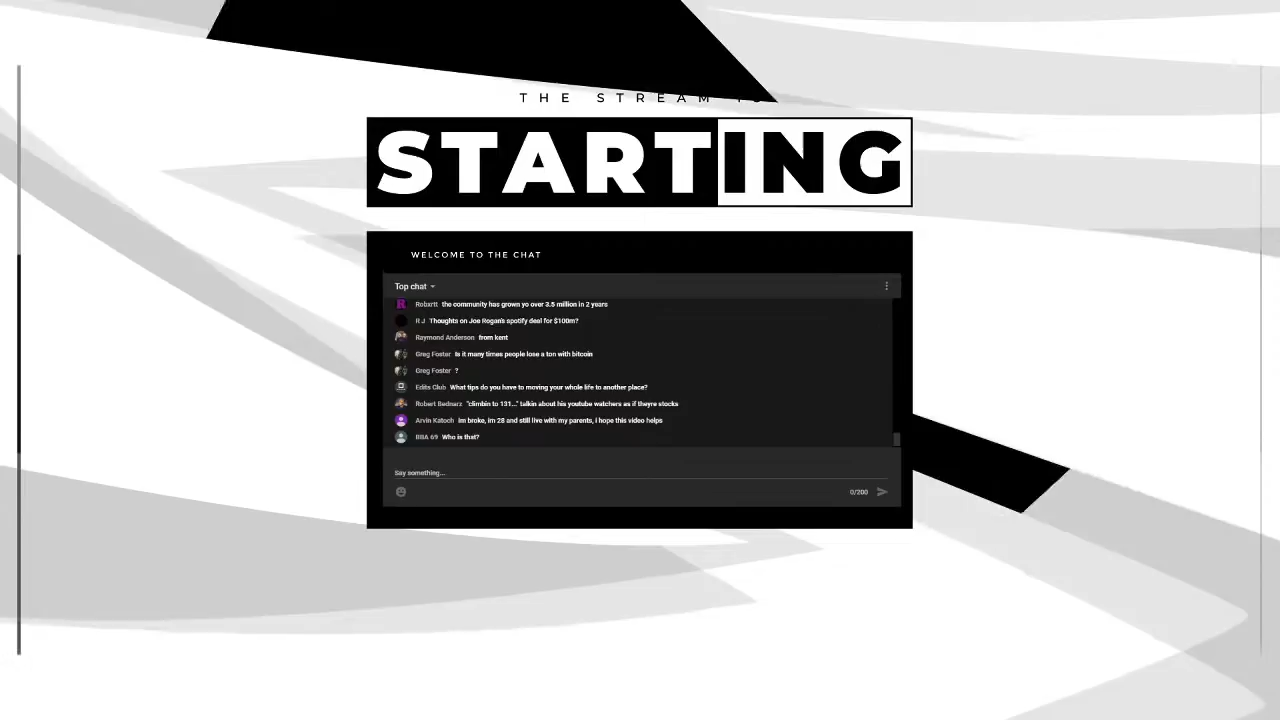 THE STREAM IS
STARTING
WELCOME TO THE CHAT
Top chat
R Robxrtt the community has grown yo over 3.5 million in 2 years
R J Thoughts on Joe Rogan's spotify deal for $100m?
Raymond Anderson from kent
Greg Foster Is it many times people lose a ton with bitcoin
Greg Foster ?
Edits Club What tips do you have to moving your whole life to another place?
Robert Bednarz "climbin to 131..." talkin about his youtube watchers as if theyre stocks
Arvin Katoch Im broke, im 28 and still live with my parents, i hope this video helps
BBA 69 Who is that?
Say something...
0/200